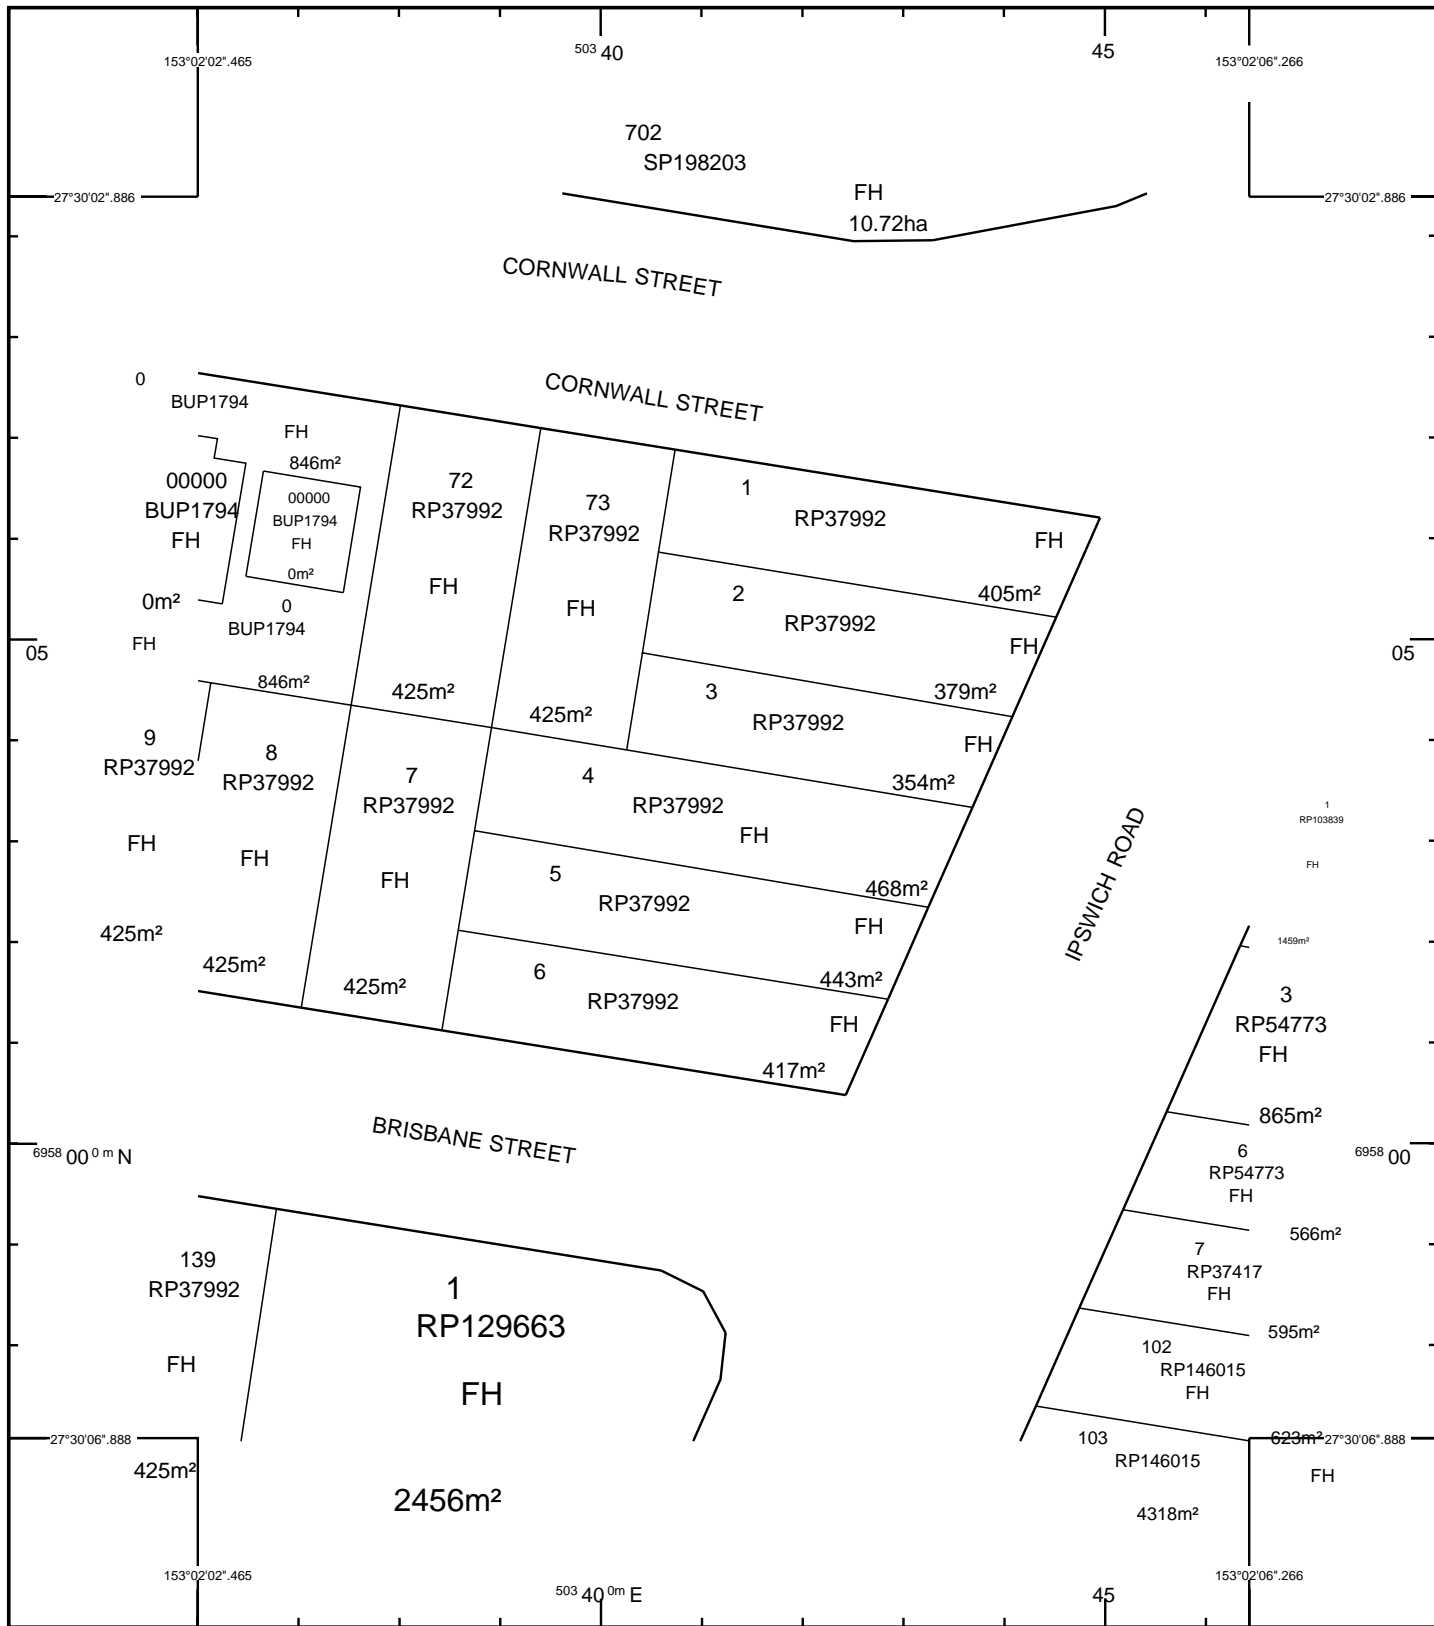 153°02'02".465
503 40
45
153°02'06".266
702
SP198203
27°30'02".886
FH
27°30'02".886
10.72ha
CORNWALL STREET
0
BUP1794
CORNWALL STREET
FH
846m²
00000
BUP1794
FH
0m²
00000
BUP1794
FH
0m²
0
BUP1794
FH
846m²
72
RP37992
FH
425m²
73
RP37992
FH
425m²
1
RP37992
FH
405m²
2
RP37992
FH
379m²
3
RP37992
FH
354m²
05
05
9
RP37992
FH
425m²
8
RP37992
FH
425m²
7
RP37992
FH
425m²
4
RP37992
FH
468m²
5
RP37992
FH
443m²
6
RP37992
FH
417m²
IPSWICH ROAD
1
RP103839
FH
1459m²
3
RP54773
FH
865m²
BRISBANE STREET
6958 00 0 m N
6958 00
6
RP54773
FH
566m²
7
RP37417
FH
595m²
139
RP37992
FH
425m²
1
RP129663
FH
2456m²
102
RP146015
FH
623m²
27°30'06".888
27°30'06".888
103
RP146015
FH
4318m²
153°02'02".465
503 40 0m E
45
153°02'06".266